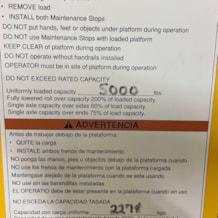 • REMOVE load
• INSTALL both Maintenance Stops
DO NOT put hands, feet or objects under platform during operation
DO NOT use Maintenance Stops with loaded platform
KEEP CLEAR of platform during operation
DO NOT operate without handrails installed
OPERATOR must be in site of platform during operation
DO NOT EXCEED RATED CAPACITY
Uniformly loaded capacity 5000 lbs
Fully lowered roll over capacity 200% of loaded capacity
Single axle capacity over sides 60% of load capacity
Single axle capacity over ends 75% of load capacity.
ADVERTENCIA
Antes de trabajar debajo de la plataforma:
• QUITE la carga
• INSTALE ambos frenos de mantenimiento
NO ponga las manos, pies u objetos debajo de la plataforma cuando
NO use los frenos de mantenimiento con la plataforma cargada
Mantengase alejado de la plataforma cuando se este usando.
NO use sin las barandillas instaladas
EL OPERATIO debe de estar presente en la plataforma cuando en uso
NO ESCEDA LA CAPACIDAD TASADA
Capacidad con carga uniforme 2278 kg